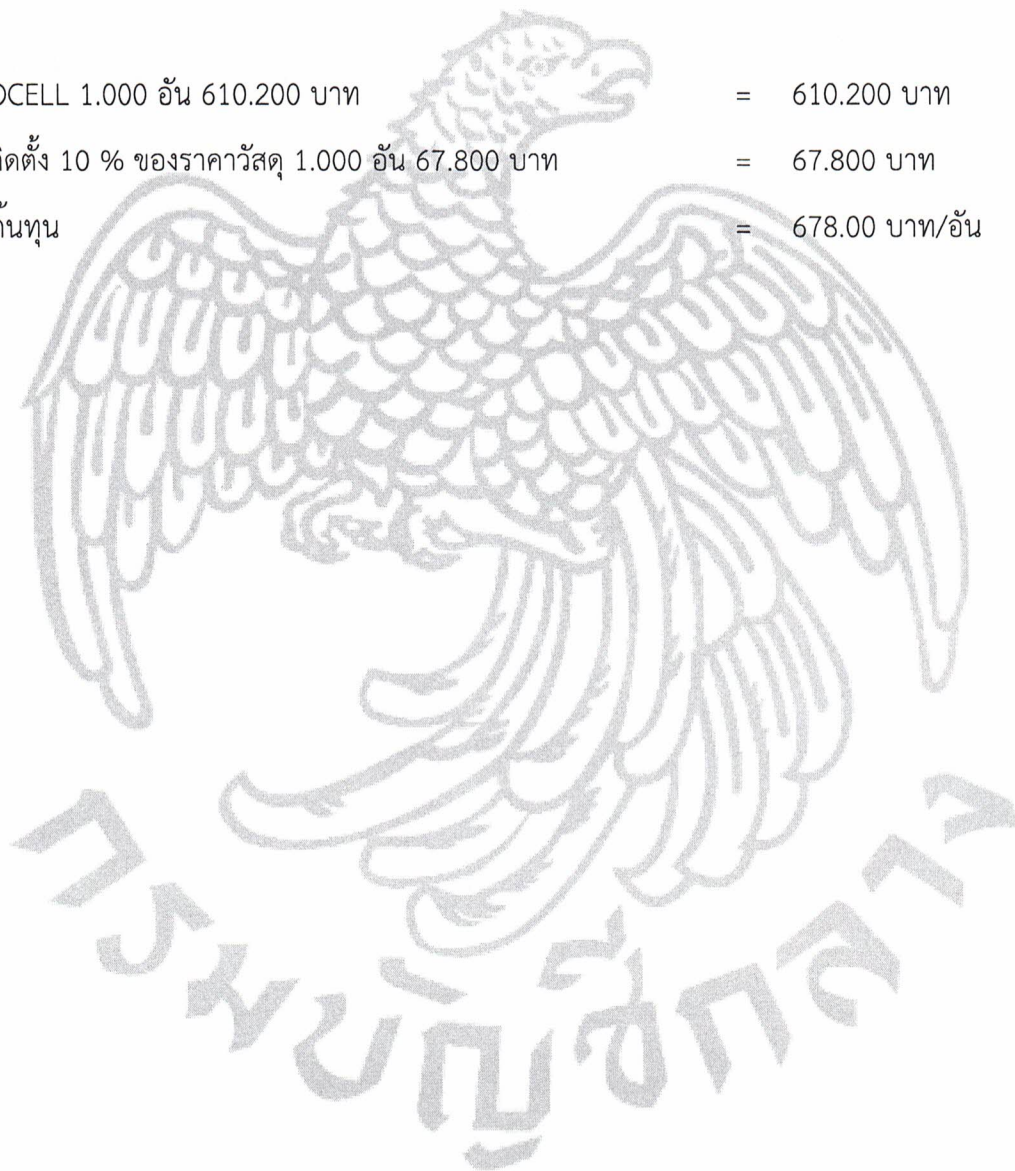 OCELL 1.000 อัน 610.200 บาท = 610.200 บาท
ติดตั้ง 10 % ของราคาวัสดุ 1.000 อัน 67.800 บาท = 67.800 บาท
ต้นทุน = 678.00 บาท/อัน
กรมบัญชีกลาง